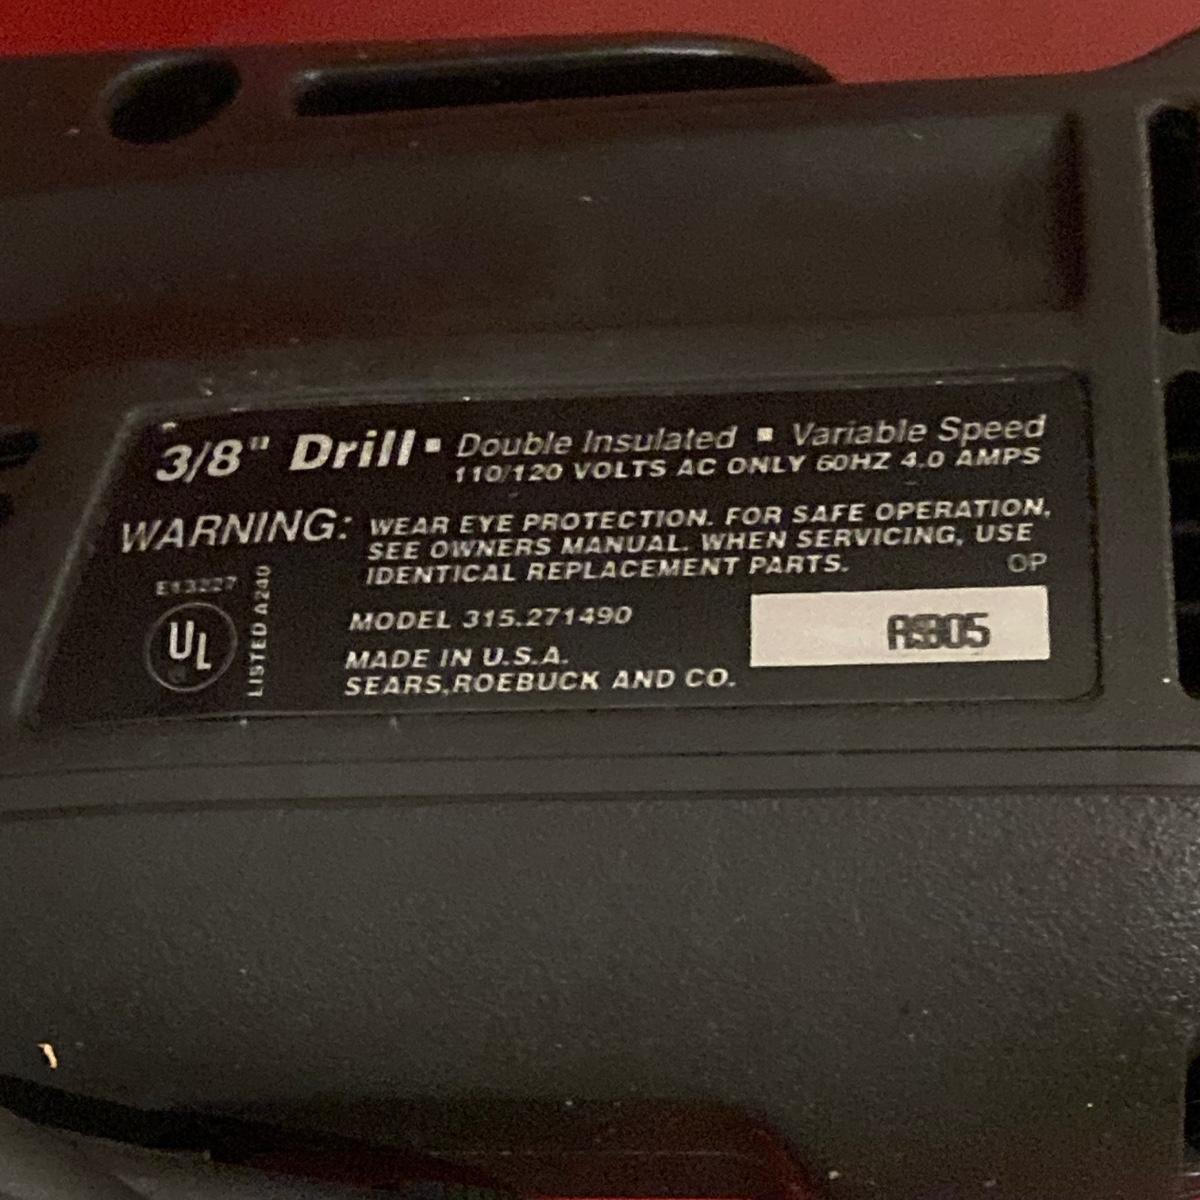 3/8" Drill ▪ Double Insulated ▪ Variable Speed
110/120 VOLTS AC ONLY 60HZ 4.0 AMPS
WARNING: WEAR EYE PROTECTION. FOR SAFE OPERATION,
SEE OWNERS MANUAL. WHEN SERVICING, USE
IDENTICAL REPLACEMENT PARTS.
OP
E13227
UL
LISTED A240
MODEL 315.271490
MADE IN U.S.A.
SEARS,ROEBUCK AND CO.